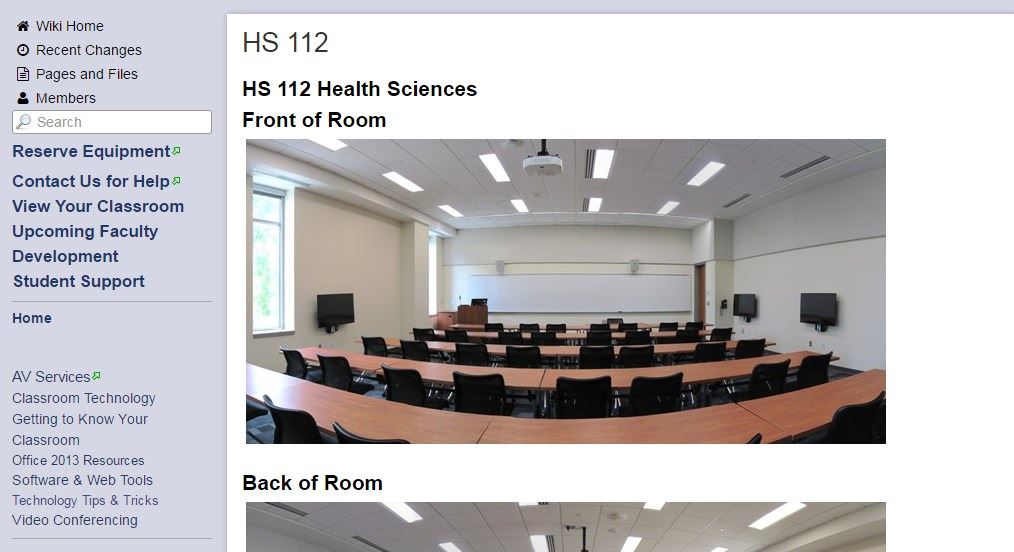 Wiki Home
Recent Changes
Pages and Files
Members
Search
Reserve Equipment
Contact Us for Help
View Your Classroom
Upcoming Faculty
Development
Student Support
Home
AV Services
Classroom Technology
Getting to Know Your
Classroom
Office 2013 Resources
Software & Web Tools
Technology Tips & Tricks
Video Conferencing
HS 112
HS 112 Health Sciences
Front of Room
EPSON
Back of Room